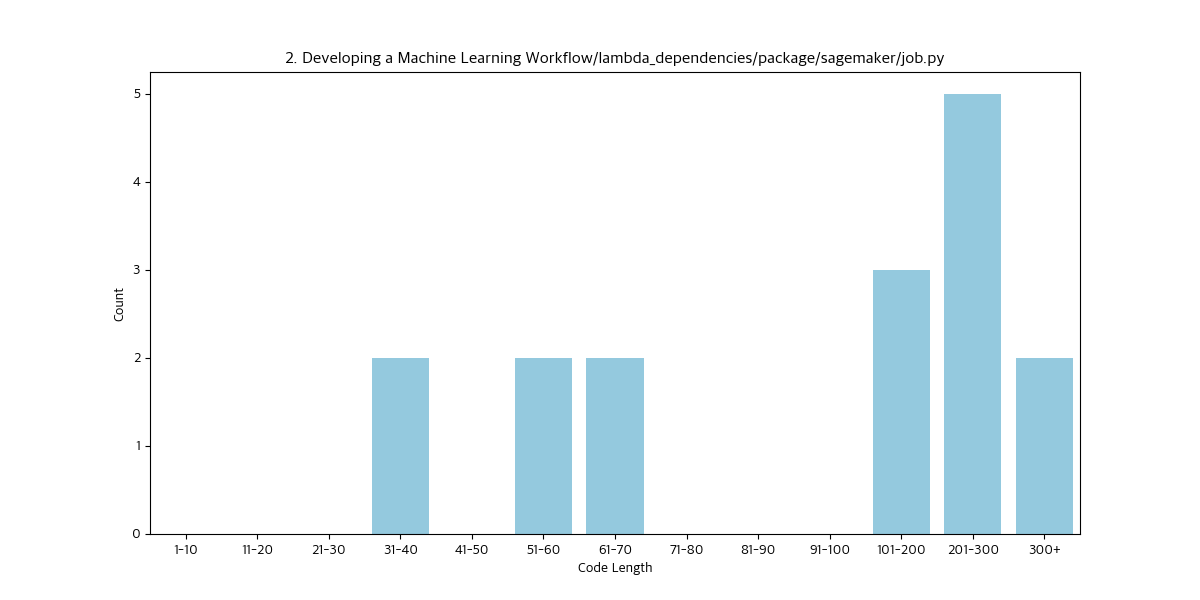 2. Developing a Machine Learning Workflow/lambda_dependencies/package/sagemaker/job.py
5
4
3
2
1
0
Count
1-10 11-20 21-30 31-40 41-50 51-60 61-70 71-80 81-90 91-100 101-200 201-300 300+
Code Length